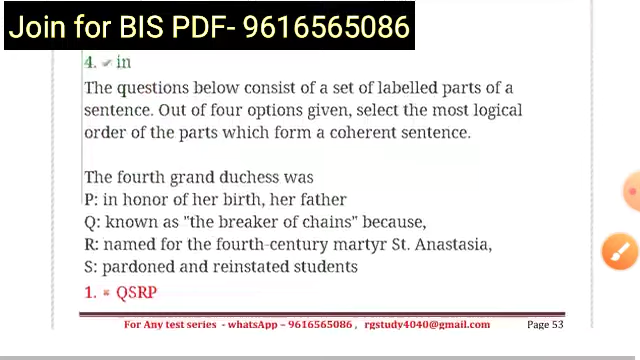 Join for BIS PDF- 9616565086
4. ✔ in
The questions below consist of a set of labelled parts of a
sentence. Out of four options given, select the most logical
order of the parts which form a coherent sentence.
The fourth grand duchess was
P: in honor of her birth, her father
Q: known as "the breaker of chains" because,
R: named for the fourth-century martyr St. Anastasia,
S: pardoned and reinstated students
1. ✖ QSRP
For Any test series - whatsApp – 9616565086 , rgstudy4040@gmail.com Page 53